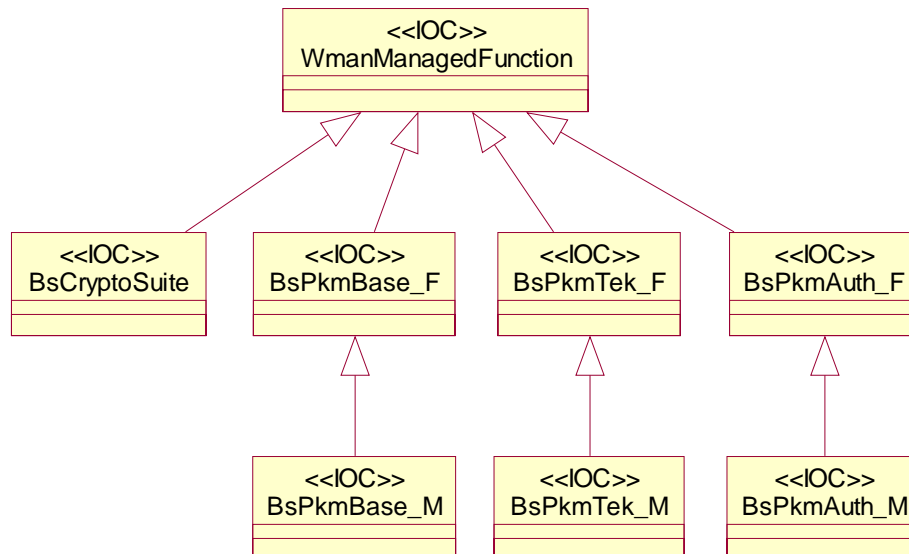 <<IOC>>
WmanManagedFunction
<<IOC>>
BsCryptoSuite
<<IOC>>
BsPkmBase_F
<<IOC>>
BsPkmTek_F
<<IOC>>
BsPkmAuth_F
<<IOC>>
BsPkmBase_M
<<IOC>>
BsPkmTek_M
<<IOC>>
BsPkmAuth_M